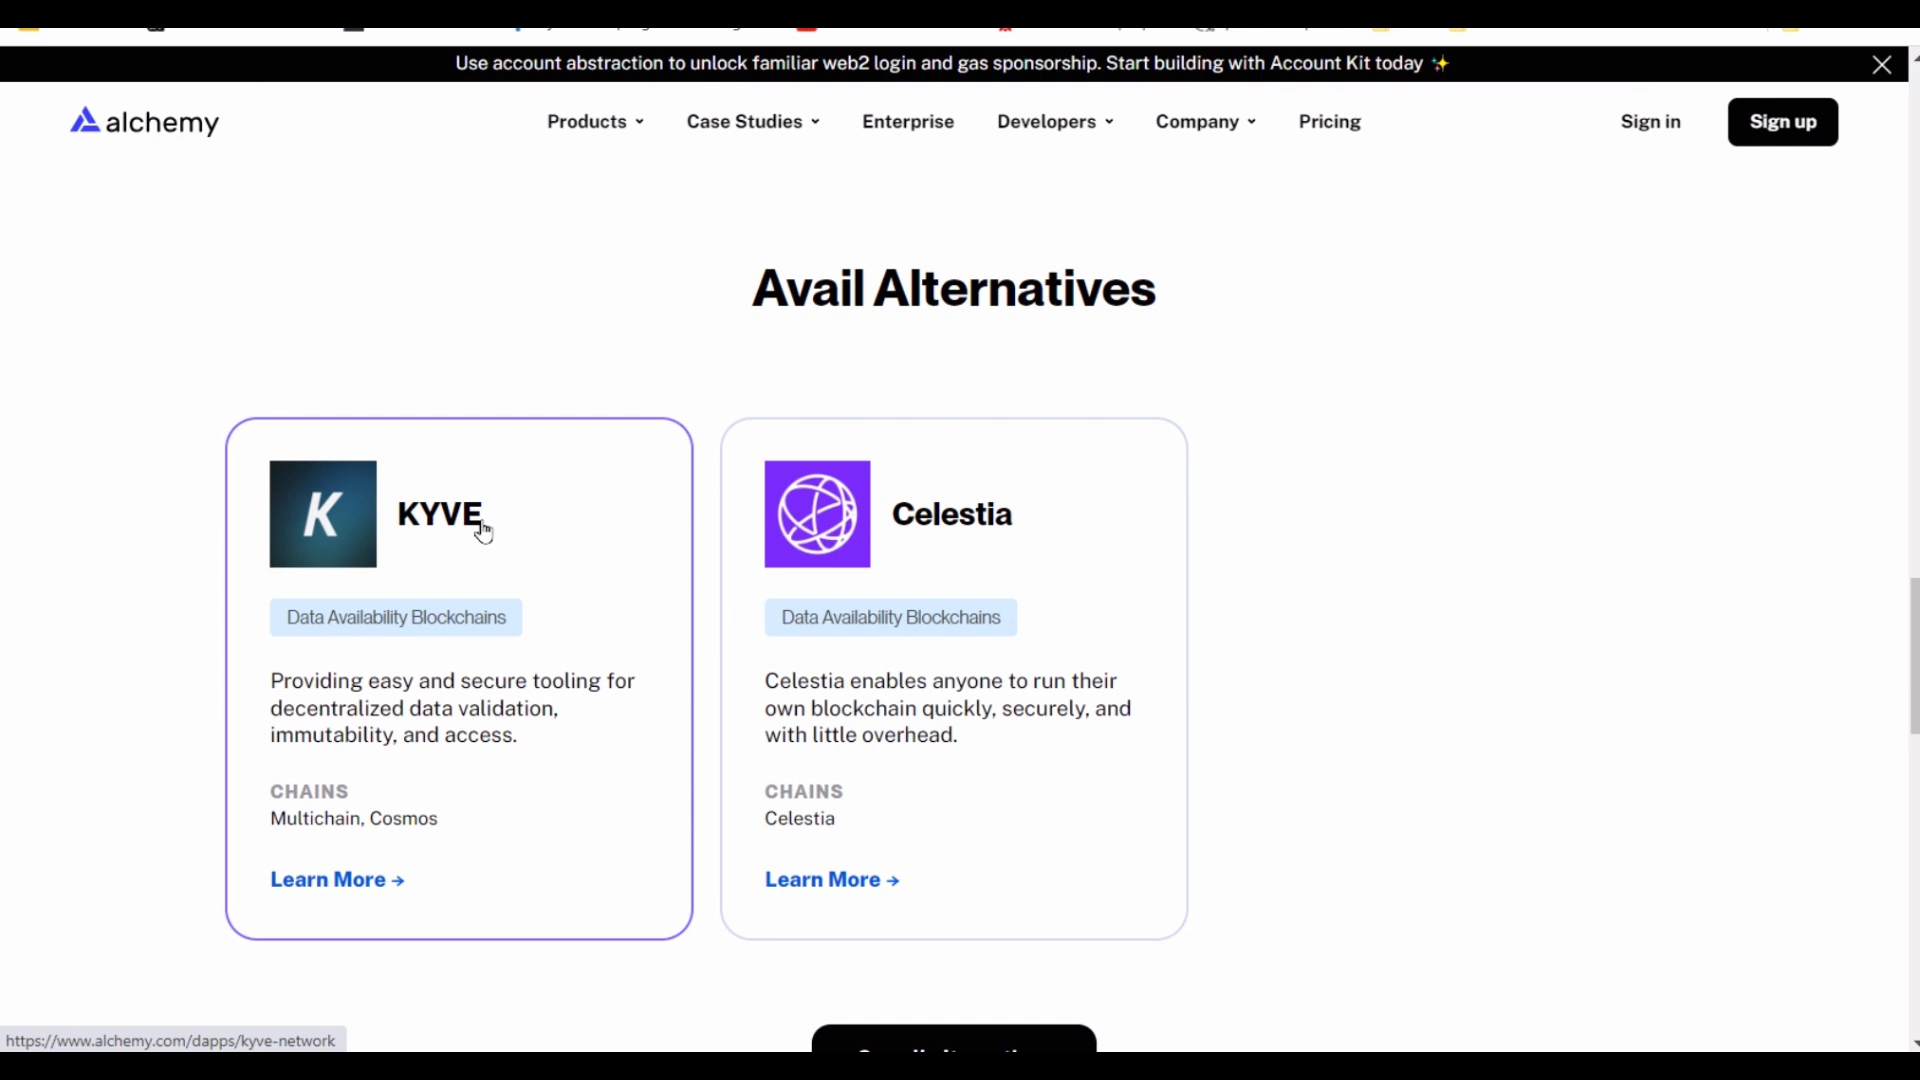 Use account abstraction to unlock familiar web2 login and gas sponsorship. Start building with Account Kit today ✨
alchemy
Products
Case Studies
Enterprise
Developers
Company
Pricing
Sign in
Sign up
Avail Alternatives
K
KYVE
Data Availability Blockchains
Providing easy and secure tooling for
decentralized data validation,
immutability, and access.
CHAINS
Multichain, Cosmos
Learn More →
Celestia
Data Availability Blockchains
Celestia enables anyone to run their
own blockchain quickly, securely, and
with little overhead.
CHAINS
Celestia
Learn More →
https://www.alchemy.com/dapps/kyve-network